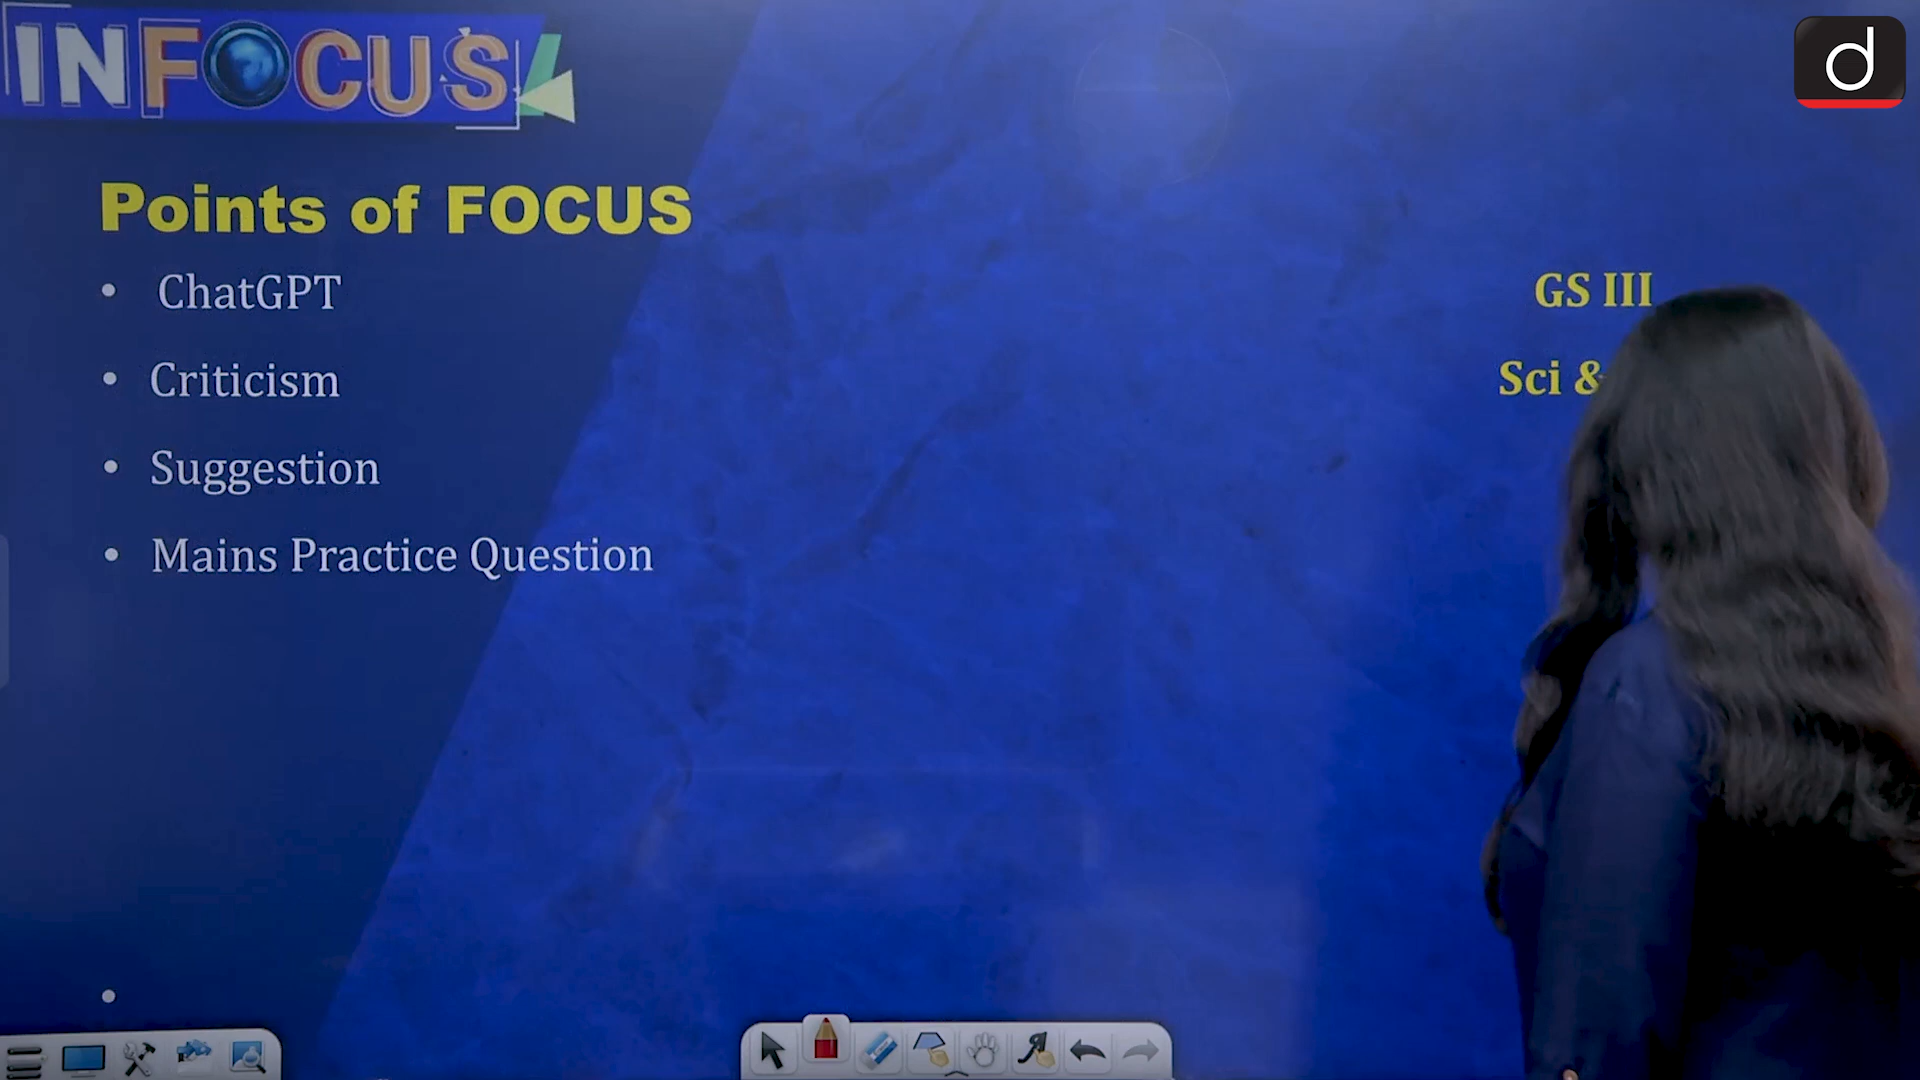 INFOCUS
d
Points of FOCUS
• ChatGPT
GS III
• Criticism
Sci &
• Suggestion
• Mains Practice Question
•